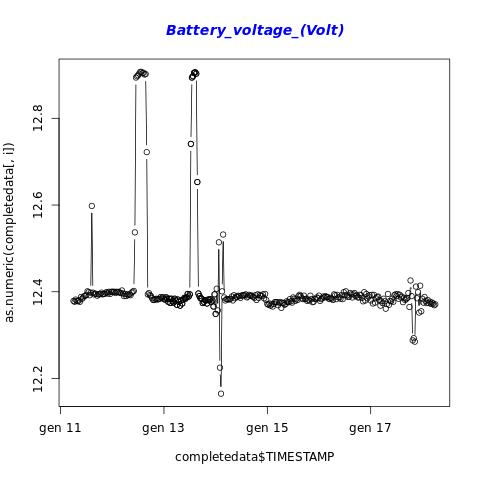 Battery_voltage_(Volt)
as.numeric(completedata[, i])
12.8
12.6
12.4
12.2
gen 11
gen 13
gen 15
gen 17
completedata$TIMESTAMP